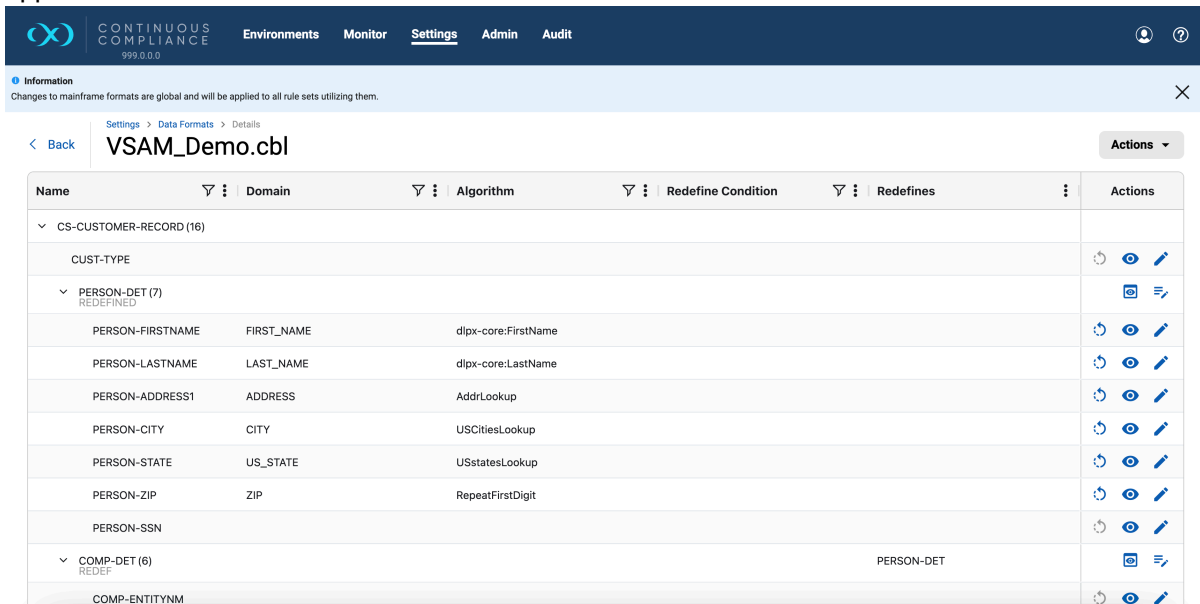 CONTINUOUS
COMPLIANCE
999.0.0.0
Environments Monitor Settings Admin Audit
Information
Changes to mainframe formats are global and will be applied to all rule sets utilizing them.
Back
Settings > Data Formats > Details
VSAM_Demo.cbl
Actions
Name Domain Algorithm Redefine Condition Redefines Actions
CS-CUSTOMER-RECORD (16)
CUST-TYPE
PERSON-DET (7)
REDEFINED
PERSON-FIRSTNAME FIRST_NAME dlpx-core:FirstName
PERSON-LASTNAME LAST_NAME dlpx-core:LastName
PERSON-ADDRESS1 ADDRESS AddrLookup
PERSON-CITY CITY USCitiesLookup
PERSON-STATE US_STATE USstatesLookup
PERSON-ZIP ZIP RepeatFirstDigit
PERSON-SSN
COMP-DET (6) PERSON-DET
REDEF
COMP-ENTITYNM